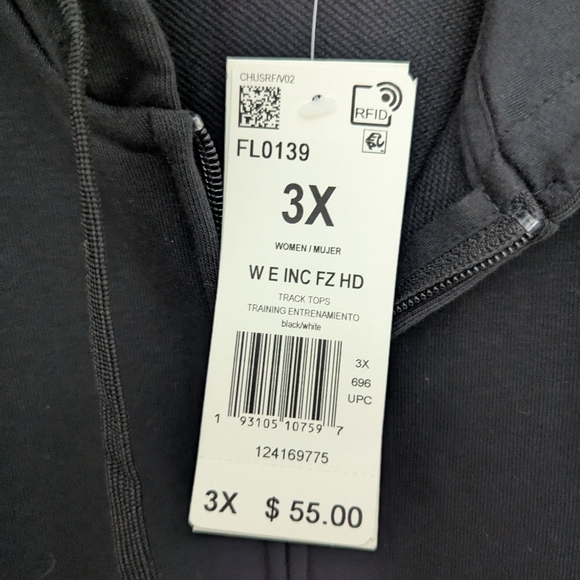 CHUSRF/V02
RFID
FL0139
3X
WOMEN / MUJER
W E INC FZ HD
TRACK TOPS
TRAINING ENTRENAMIENTO
black/white
3X
696
UPC
1 93105 10759 7
124169775
3X $ 55.00